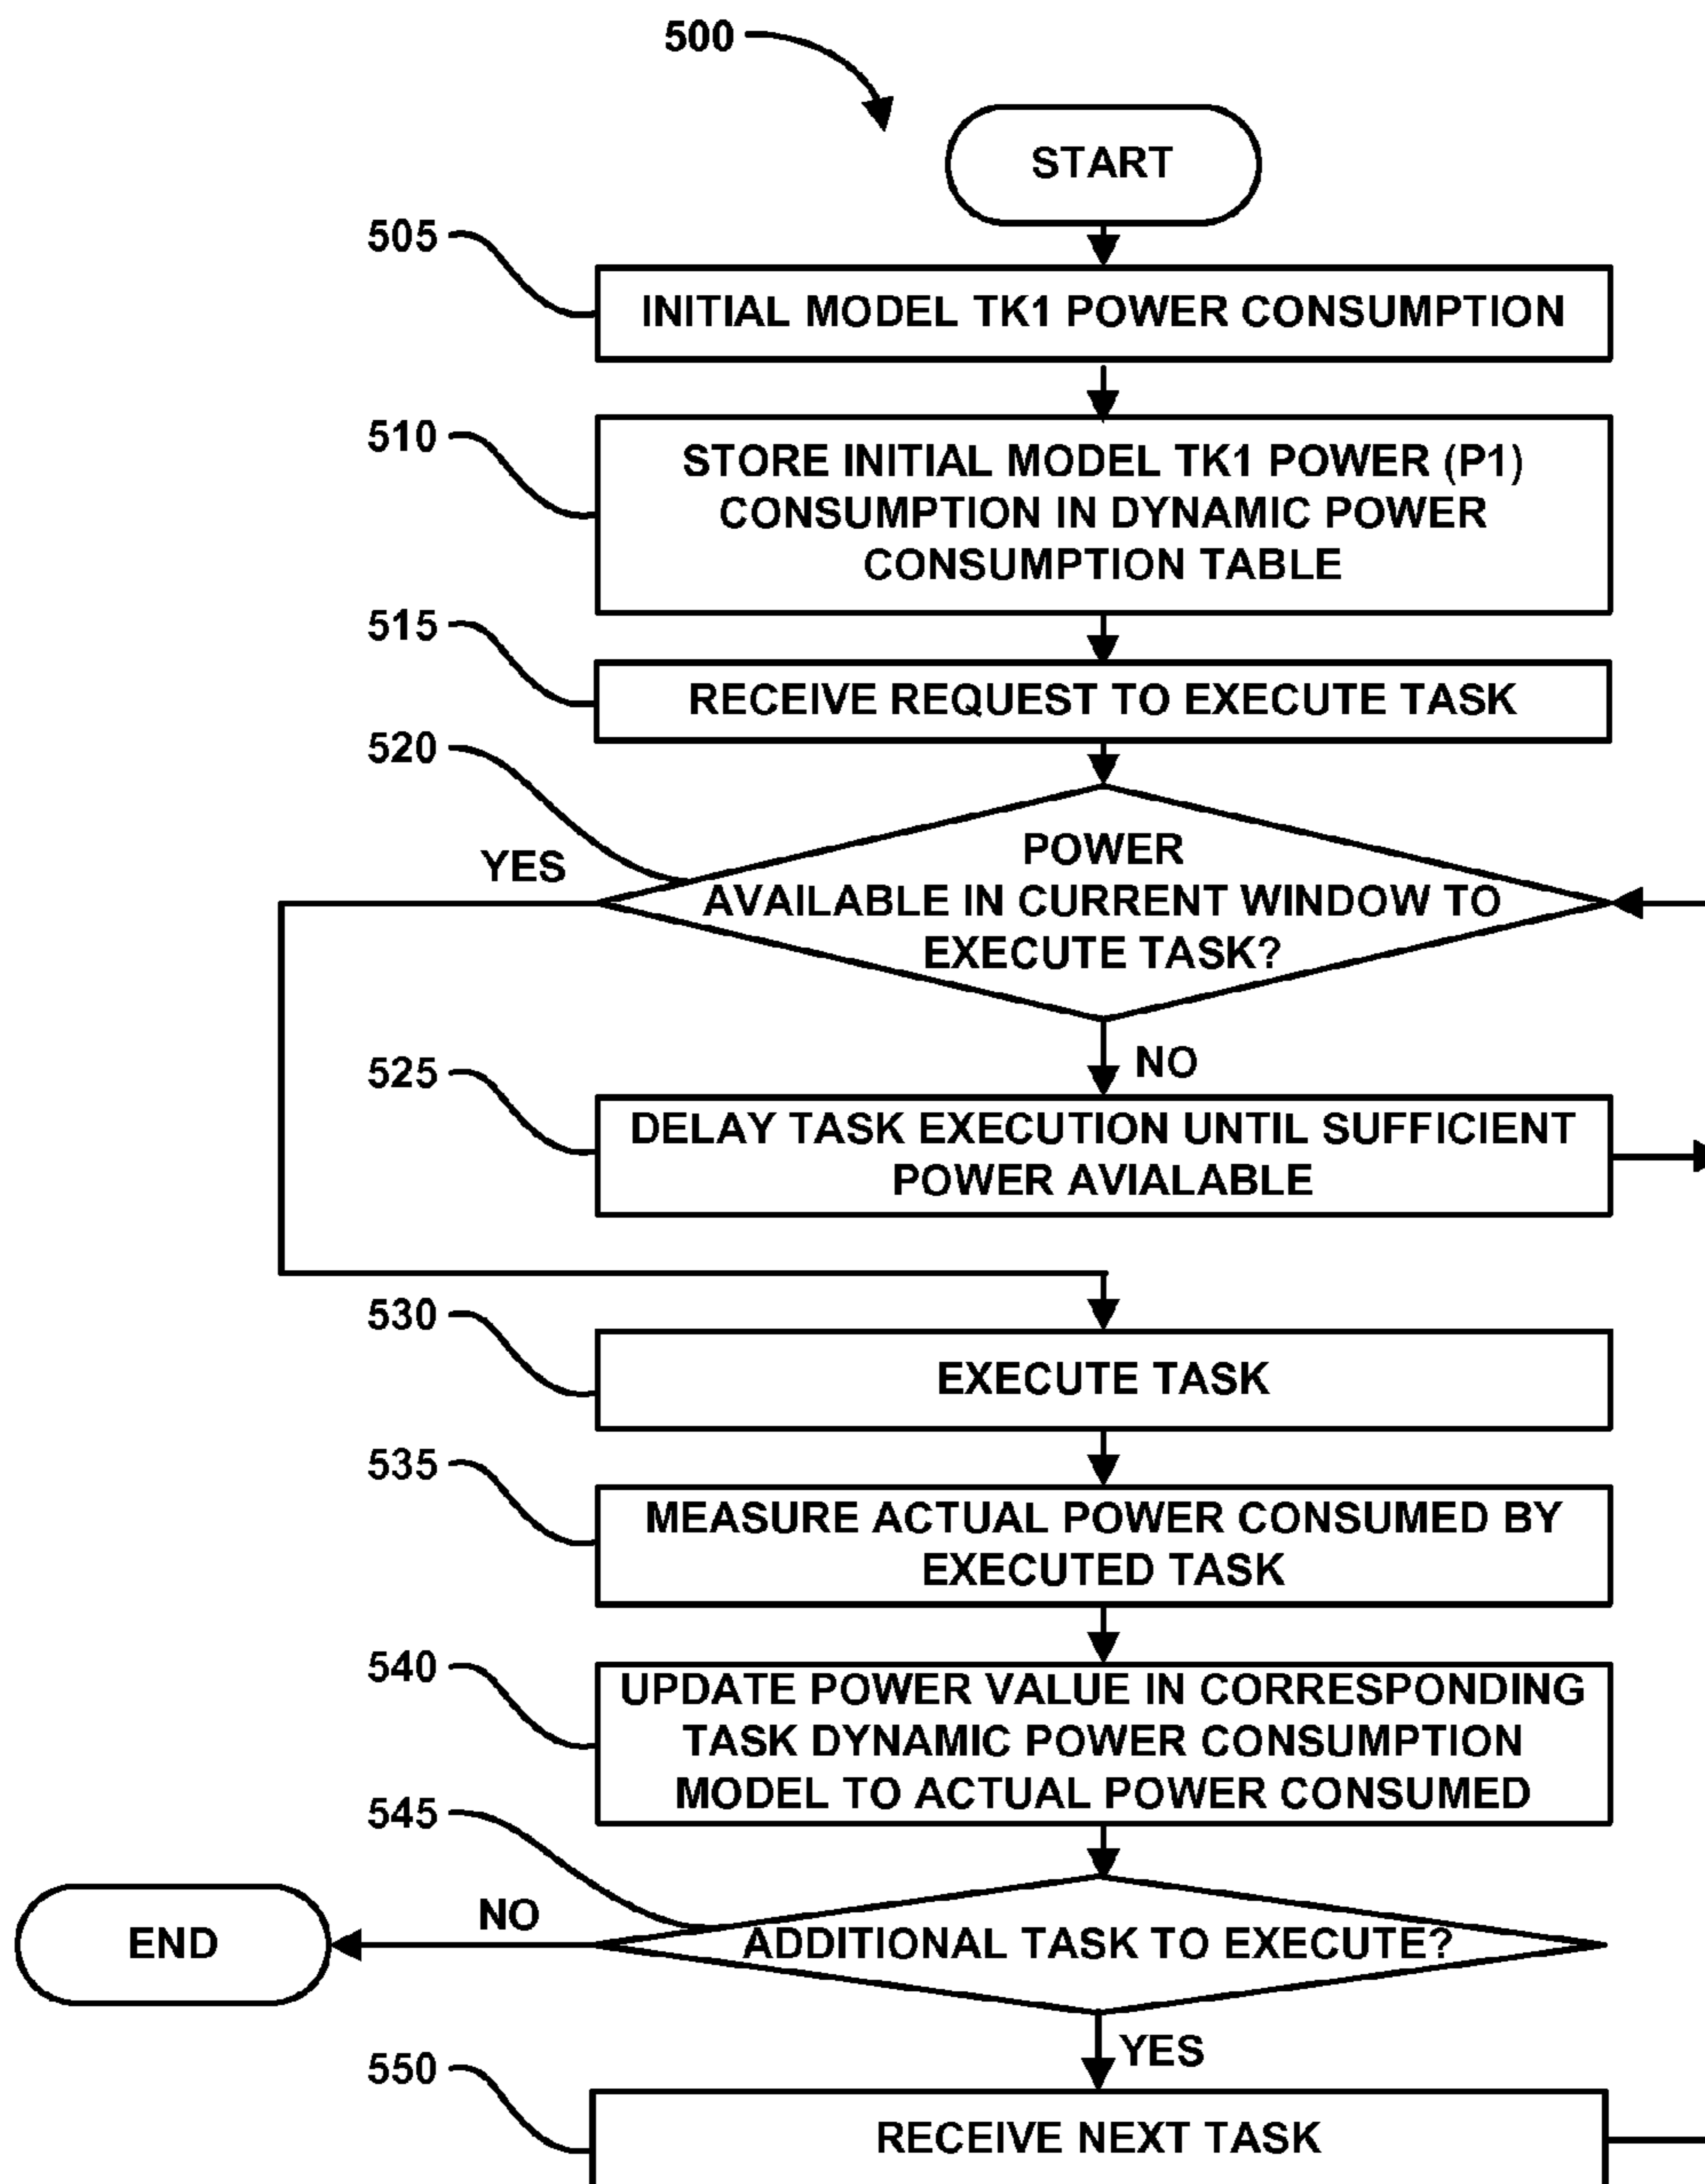 500
START
505
INITIAL MODEL TK1 POWER CONSUMPTION
510
STORE INITIAL MODEL TK1 POWER (P1)
CONSUMPTION IN DYNAMIC POWER
CONSUMPTION TABLE
515
RECEIVE REQUEST TO EXECUTE TASK
520
YES
POWER
AVAILABLE IN CURRENT WINDOW TO
EXECUTE TASK?
NO
525
DELAY TASK EXECUTION UNTIL SUFFICIENT
POWER AVIALABLE
530
EXECUTE TASK
535
MEASURE ACTUAL POWER CONSUMED BY
EXECUTED TASK
540
UPDATE POWER VALUE IN CORRESPONDING
TASK DYNAMIC POWER CONSUMPTION
MODEL TO ACTUAL POWER CONSUMED
545
END
NO
ADDITIONAL TASK TO EXECUTE?
YES
550
RECEIVE NEXT TASK